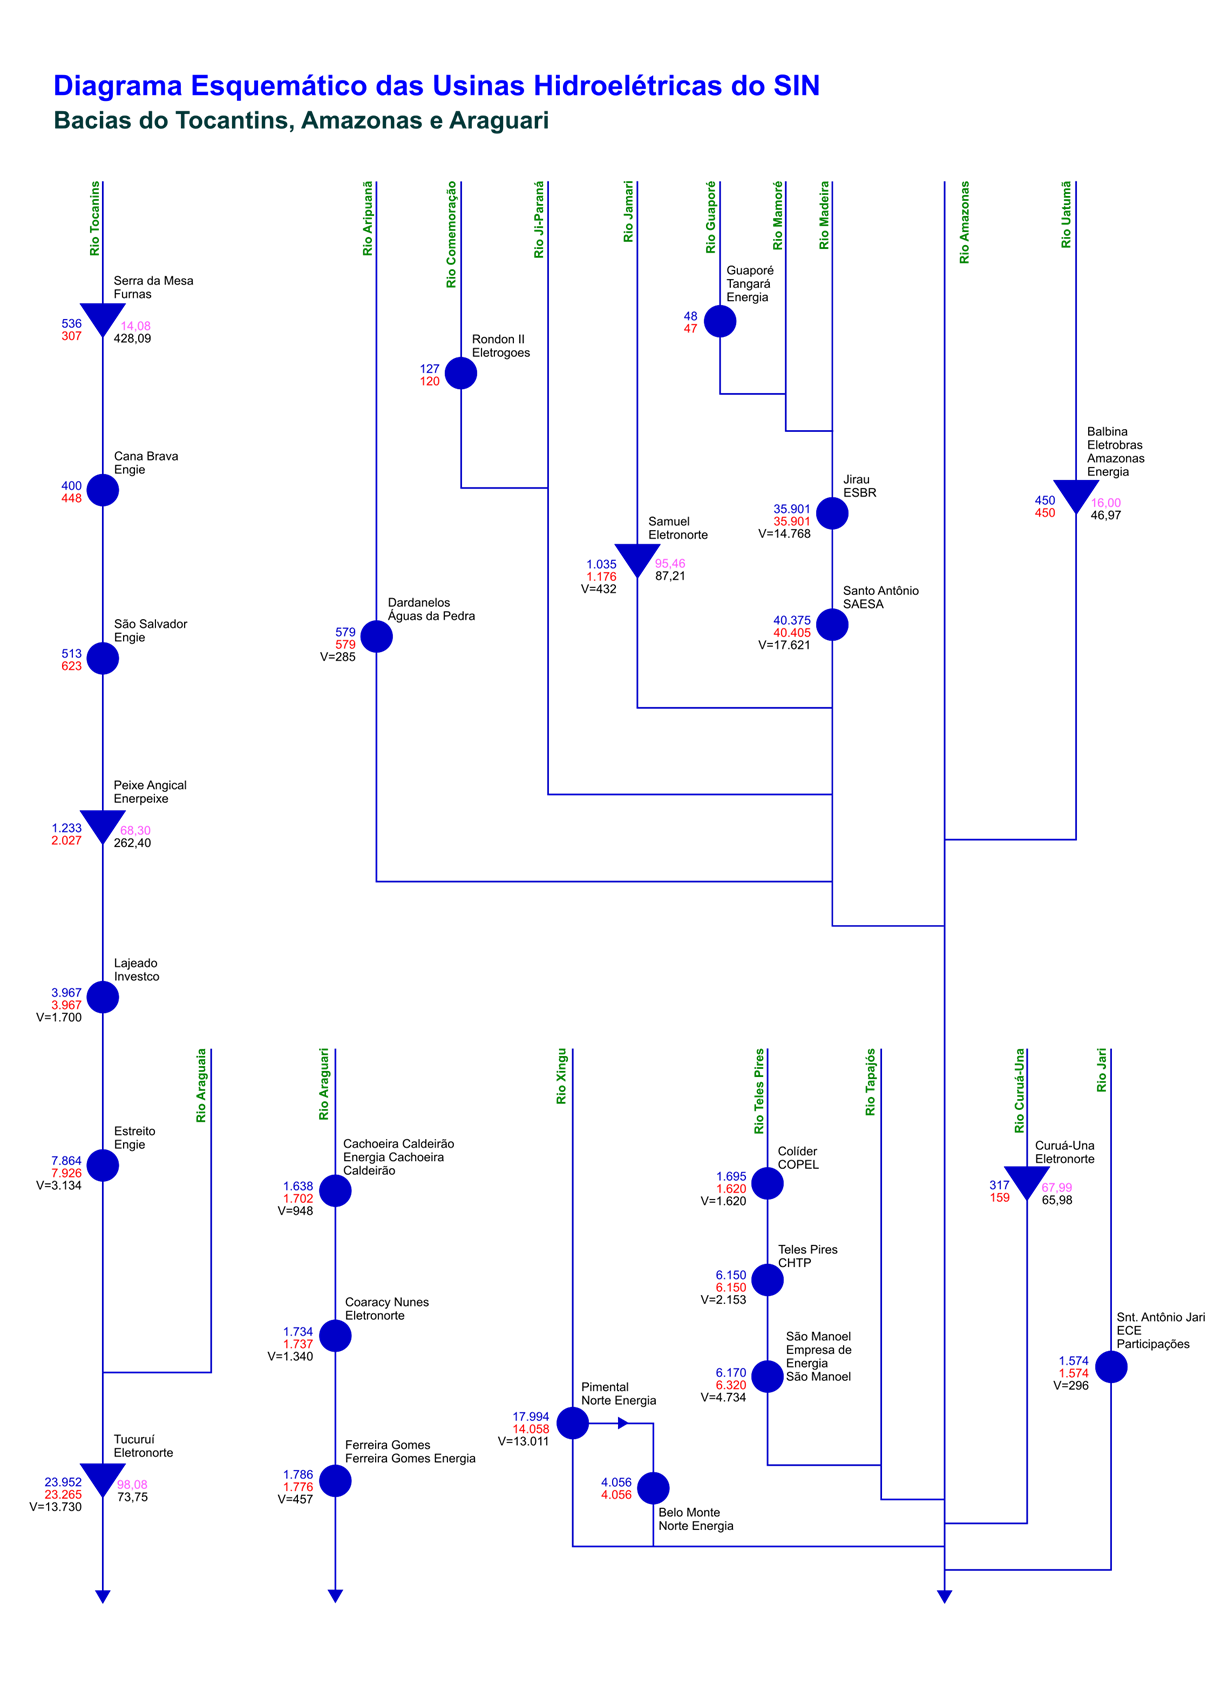 Diagrama Esquemático das Usinas Hidroelétricas do SIN
Bacias do Tocantins, Amazonas e Araguari
Rio Tocanins
Rio Aripuanã
Rio Comemoração
Rio Ji-Paraná
Rio Jamari
Rio Guaporé
Rio Mamoré
Rio Madeira
Rio Amazonas
Rio Uatumã
Serra da Mesa
Furnas
536
307
14,08
428,09
Cana Brava
Engie
400
448
São Salvador
Engie
513
623
Peixe Angical
Enerpeixe
1.233
2.027
68,30
262,40
Lajeado
Investco
3.967
3.967
V=1.700
Estreito
Engie
7.864
7.926
V=3.134
Rio Araguaia
Tucuruí
Eletronorte
23.952
23.265
V=13.730
98,08
73,75
Dardanelos
Águas da Pedra
579
579
V=285
Rondon II
Eletrogoes
127
120
Samuel
Eletronorte
1.035
1.176
V=432
95,46
87,21
Guaporé
Tangará
Energia
48
47
Jirau
ESBR
35.901
35.901
V=14.768
Santo Antônio
SAESA
40.375
40.405
V=17.621
Balbina
Eletrobras
Amazonas
Energia
450
450
16,00
46,97
Rio Araguari
Cachoeira Caldeirão
Energia Cachoeira
Caldeirão
1.638
1.702
V=948
Coaracy Nunes
Eletronorte
1.734
1.737
V=1.340
Ferreira Gomes
Ferreira Gomes Energia
1.786
1.776
V=457
Rio Xingu
Pimental
Norte Energia
17.994
14.058
V=13.011
4.056
4.056
Belo Monte
Norte Energia
Rio Teles Pires
Colíder
COPEL
1.695
1.620
V=1.620
Teles Pires
CHTP
6.150
6.150
V=2.153
São Manoel
Empresa de
Energia
São Manoel
6.170
6.320
V=4.734
Rio Tapajós
Rio Curuá-Una
Curuá-Una
Eletronorte
317
159
67,99
65,98
Rio Jari
Snt. Antônio Jari
ECE
Participações
1.574
1.574
V=296